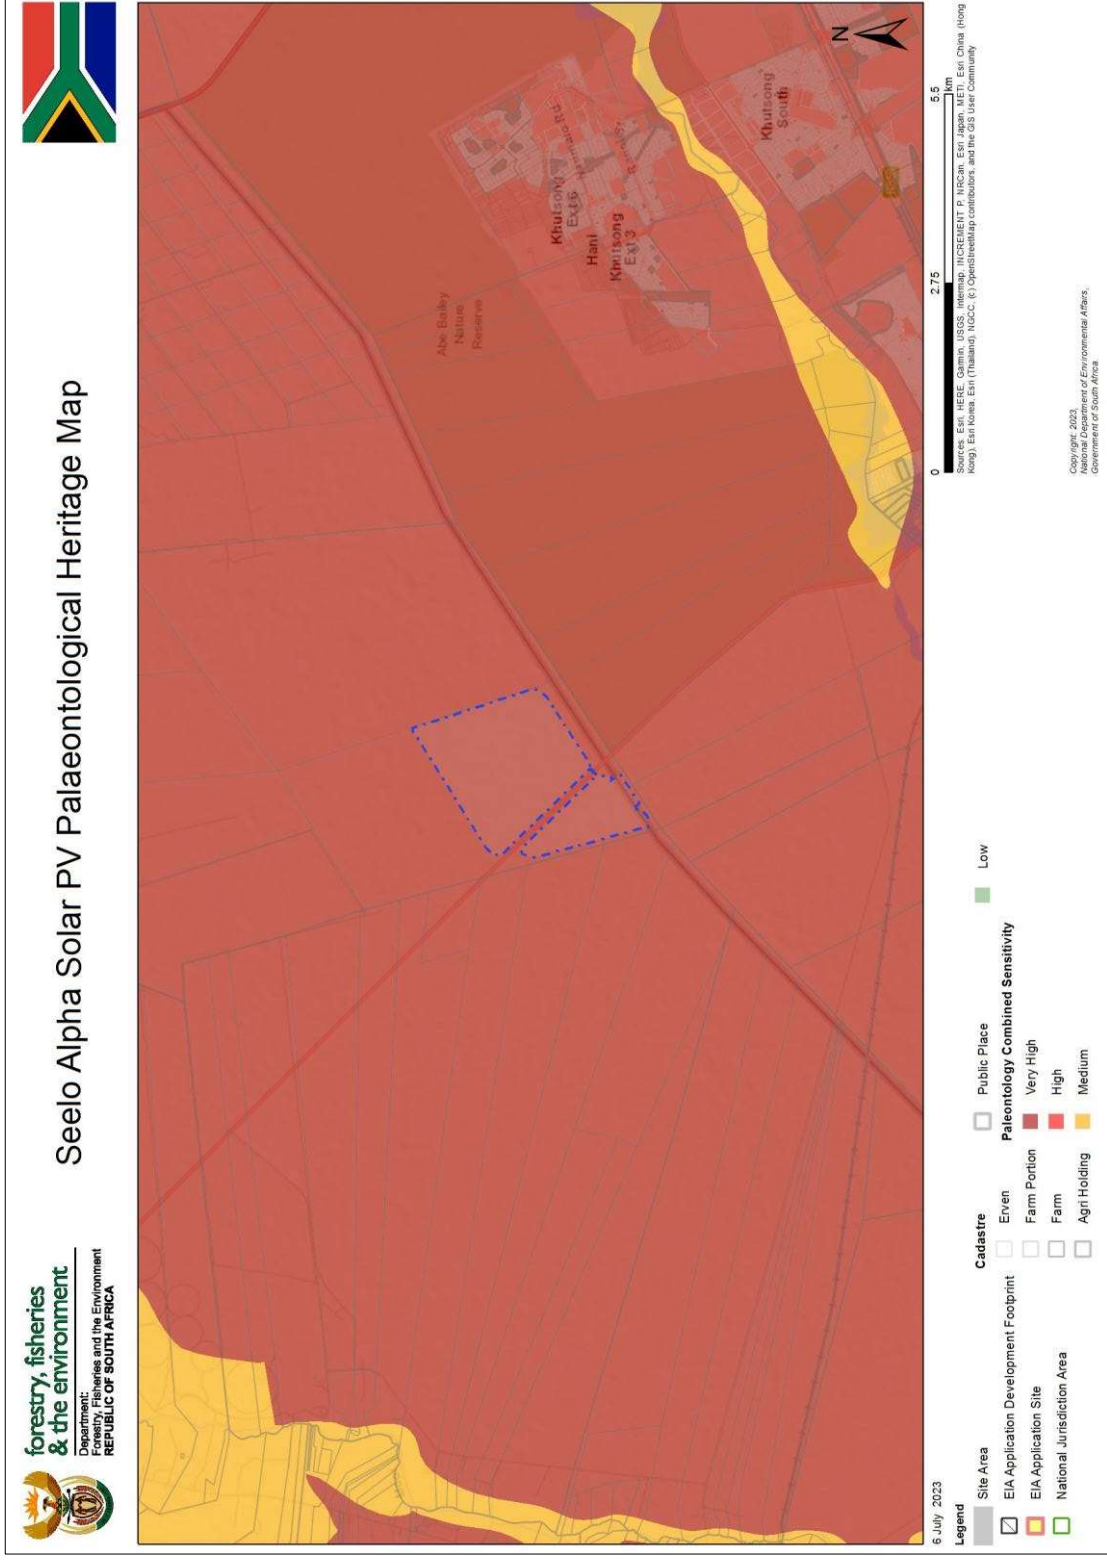 forestry, fisheries
& the environment
Department:
Forestry, Fisheries and the Environment
REPUBLIC OF SOUTH AFRICA
Seelo Alpha Solar PV Palaeontological Heritage Map
Abe Bailey
Nature
Reserve
Khutsong
Ext 6
Hani
Khutsong
Ext 3
Khutsong
South
N
6 July 2023
0 2.75 5.5
km
Sources: Esri, HERE, Garmin, USGS, Intermap, INCREMENT P, NRCan, Esri Japan, METI, Esri China (Hong
Kong), Esri Korea, Esri (Thailand), NGCC, (c) OpenStreetMap contributors, and the GIS User Community
Legend
Site Area
EIA Application Development Footprint
EIA Application Site
National Jurisdiction Area
Cadastre
Erven
Farm Portion
Farm
Agri Holding
Public Place
Paleontology Combined Sensitivity
Very High
High
Medium
Low
Copyright: 2023,
National Department of Environmental Affairs,
Government of South Africa.